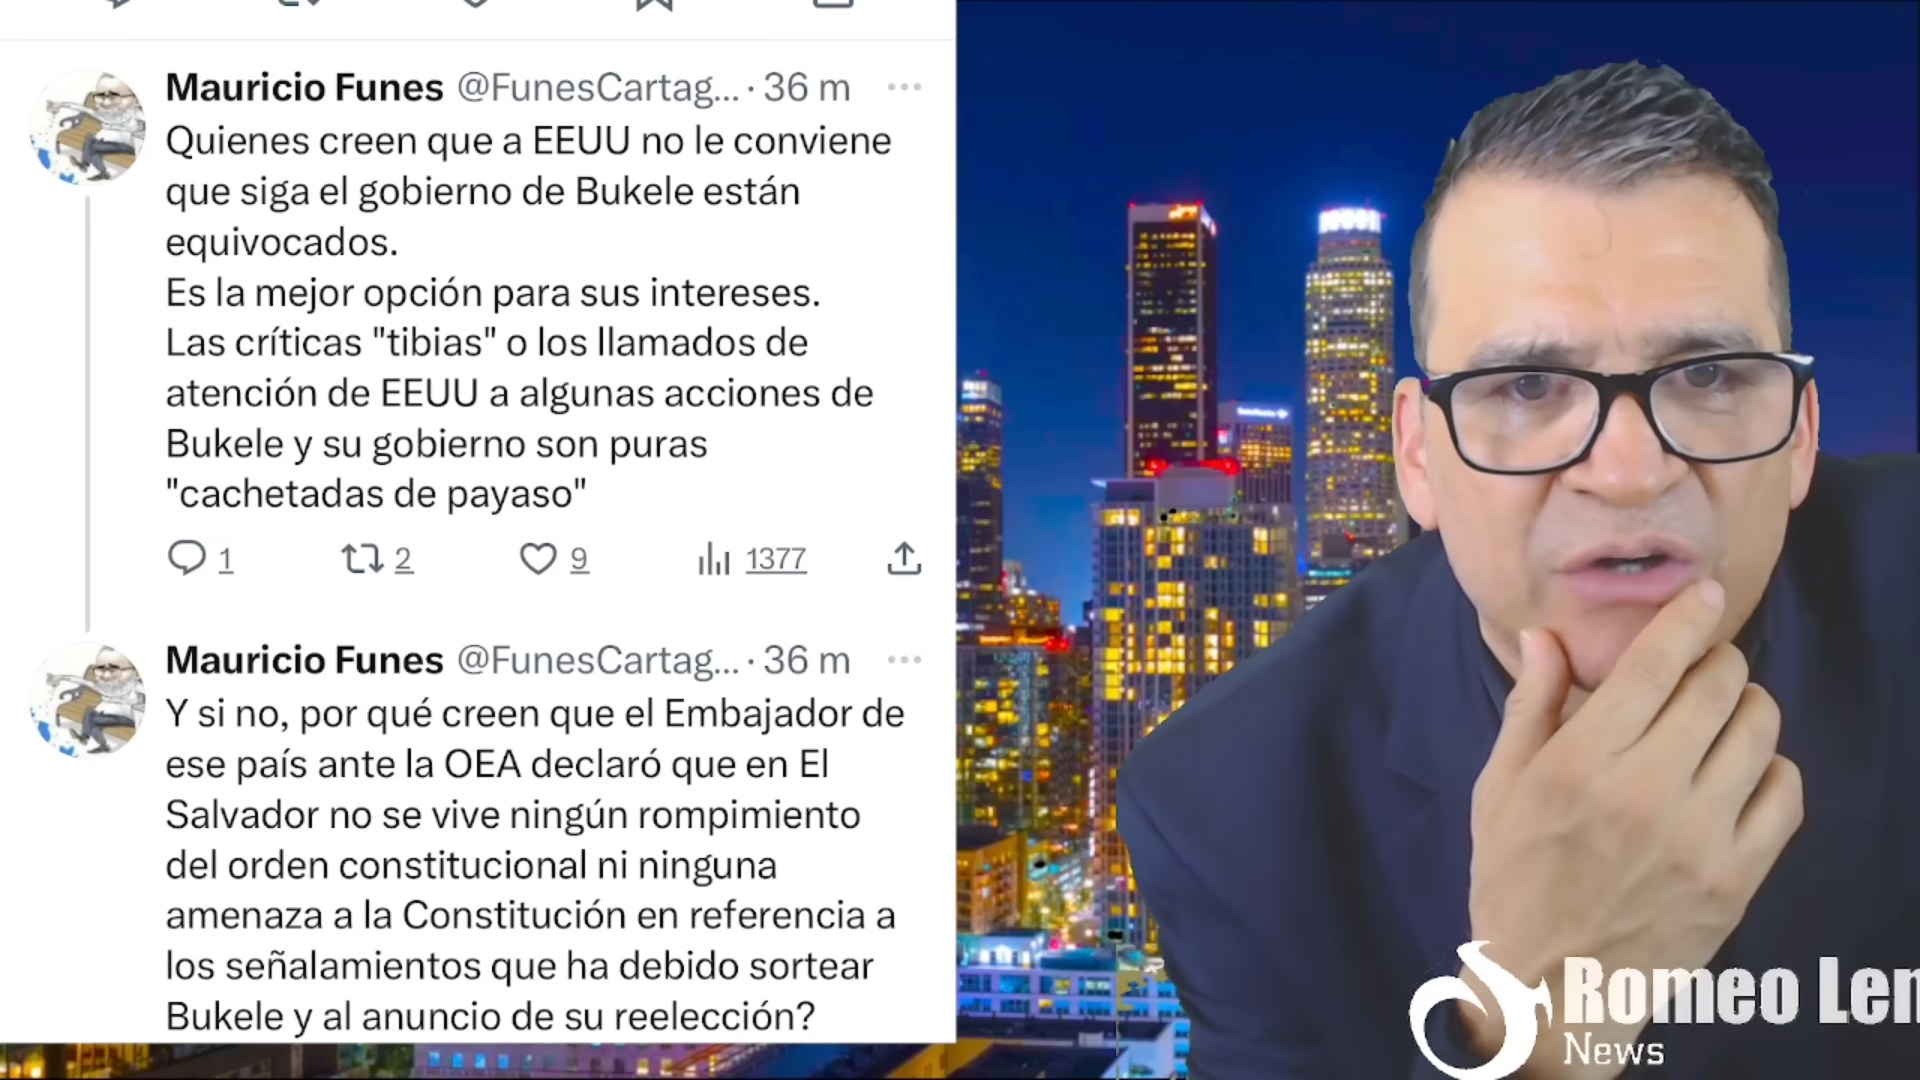 Mauricio Funes @FunesCartag... · 36 m
Quienes creen que a EEUU no le conviene
que siga el gobierno de Bukele están
equivocados.
Es la mejor opción para sus intereses.
Las críticas "tibias" o los llamados de
atención de EEUU a algunas acciones de
Bukele y su gobierno son puras
"cachetadas de payaso"
1 2 9 1377
Mauricio Funes @FunesCartag... · 36 m
Y si no, por qué creen que el Embajador de
ese país ante la OEA declaró que en El
Salvador no se vive ningún rompimiento
del orden constitucional ni ninguna
amenaza a la Constitución en referencia a
los señalamientos que ha debido sortear
Bukele y al anuncio de su reelección?
Romeo Lem
News